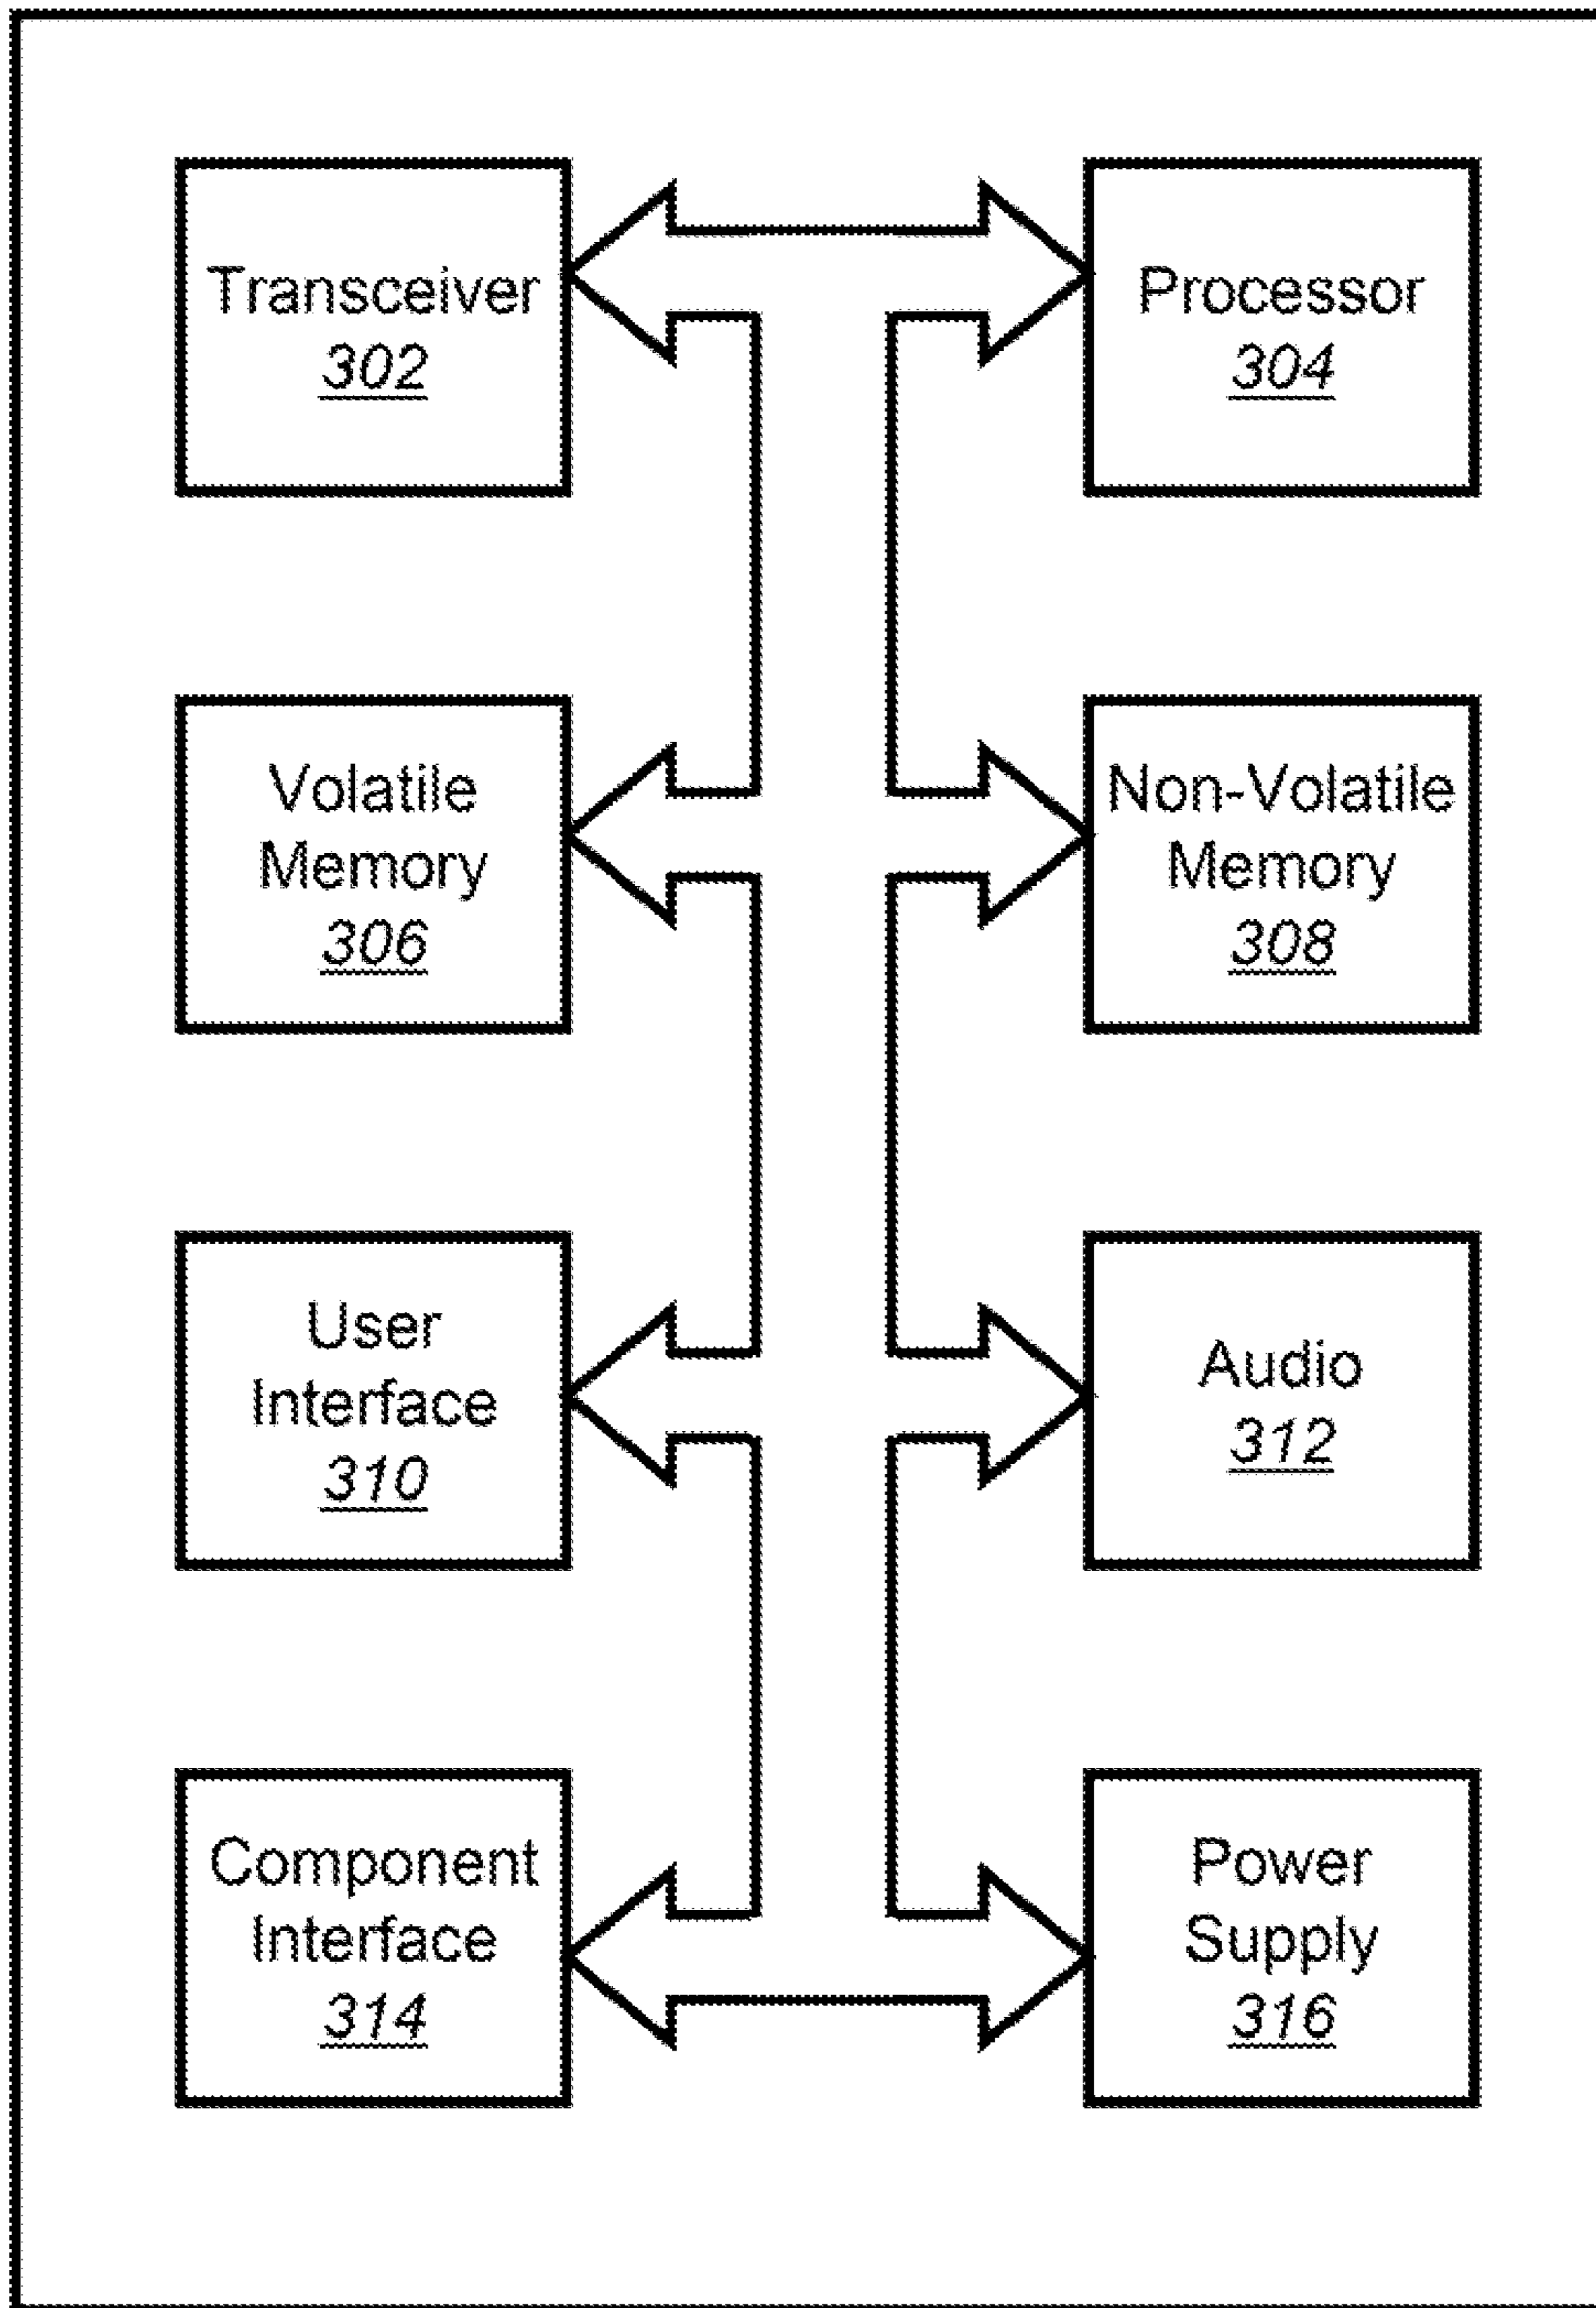 Transceiver
302
Processor
304
Volatile
Memory
306
Non-Volatile
Memory
308
User
Interface
310
Audio
312
Component
Interface
314
Power
Supply
316